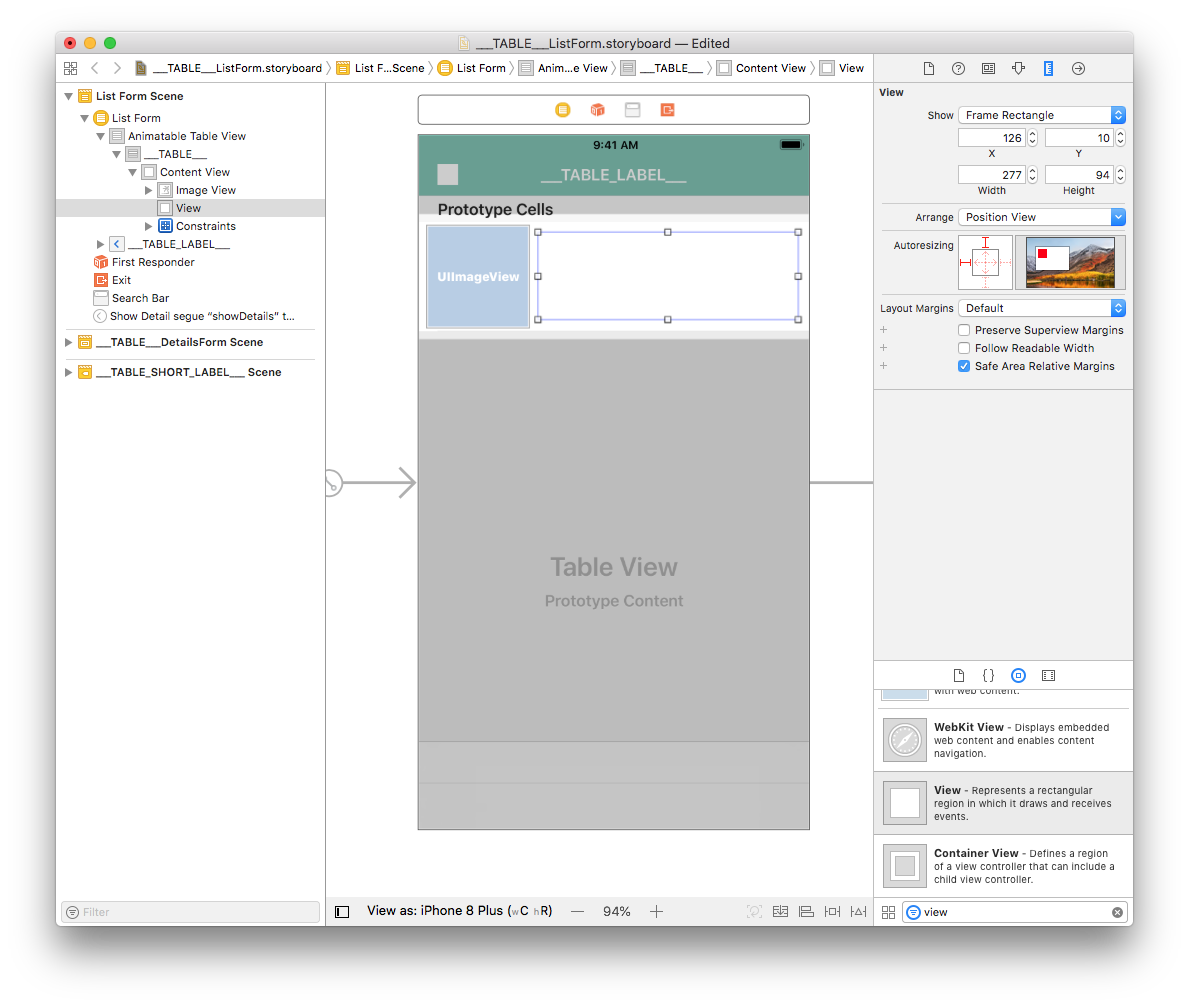 ___TABLE___ListForm.storyboard — Edited
___TABLE___ListForm.storyboard
List F...Scene
List Form
Anim...e View
___TABLE___
Content View
View
List Form Scene
List Form
Animatable Table View
___TABLE___
Content View
Image View
View
Constraints
___TABLE_LABEL___
First Responder
Exit
Search Bar
Show Detail segue “showDetails” t...
___TABLE___DetailsForm Scene
___TABLE_SHORT_LABEL___ Scene
Filter
9:41 AM
___TABLE_LABEL___
Prototype Cells
UIImageView
Table View
Prototype Content
View as: iPhone 8 Plus (wC hR)
94%
View
Show
Frame Rectangle
126
10
X
Y
277
94
Width
Height
Arrange
Position View
Autoresizing
Layout Margins
Default
Preserve Superview Margins
Follow Readable Width
Safe Area Relative Margins
with web content.
WebKit View - Displays embedded
web content and enables content
navigation.
View - Represents a rectangular
region in which it draws and receives
events.
Container View - Defines a region
of a view controller that can include a
child view controller.
view